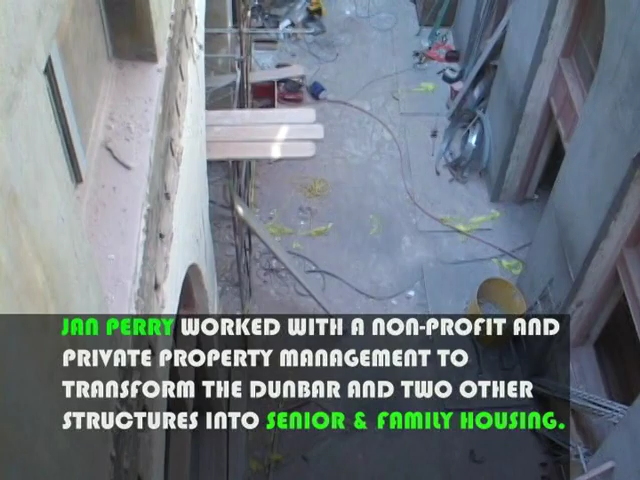 JAN PERRY WORKED WITH A NON-PROFIT AND
PRIVATE PROPERTY MANAGEMENT TO
TRANSFORM THE DUNBAR AND TWO OTHER
STRUCTURES INTO SENIOR & FAMILY HOUSING.